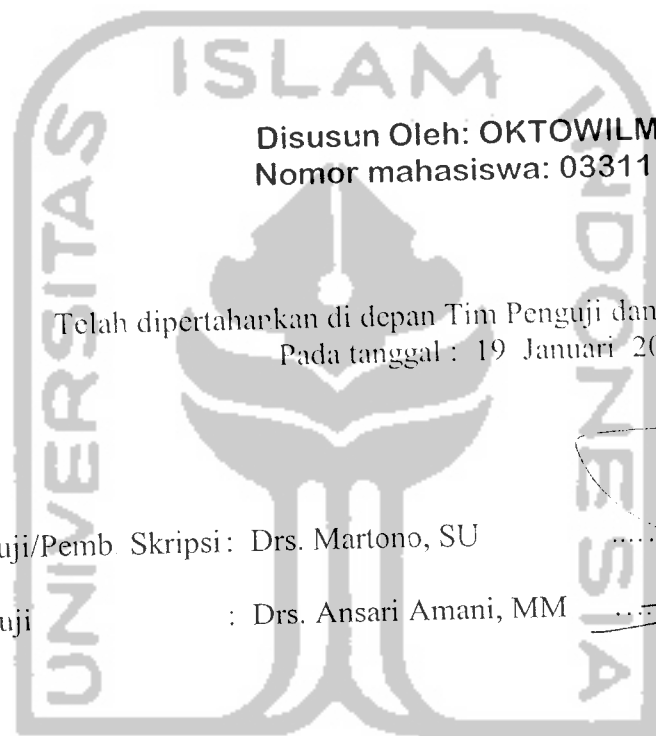 ISLAM
UNIVERSITAS
INDONESIA
Disusun Oleh: OKTOWILM
Nomor mahasiswa: 03311
Telah dipertahankan di depan Tim Penguji dan
Pada tanggal : 19 Januari 20
uji/Pemb Skripsi : Drs. Martono, SU .....
uji : Drs. Ansari Amani, MM ....